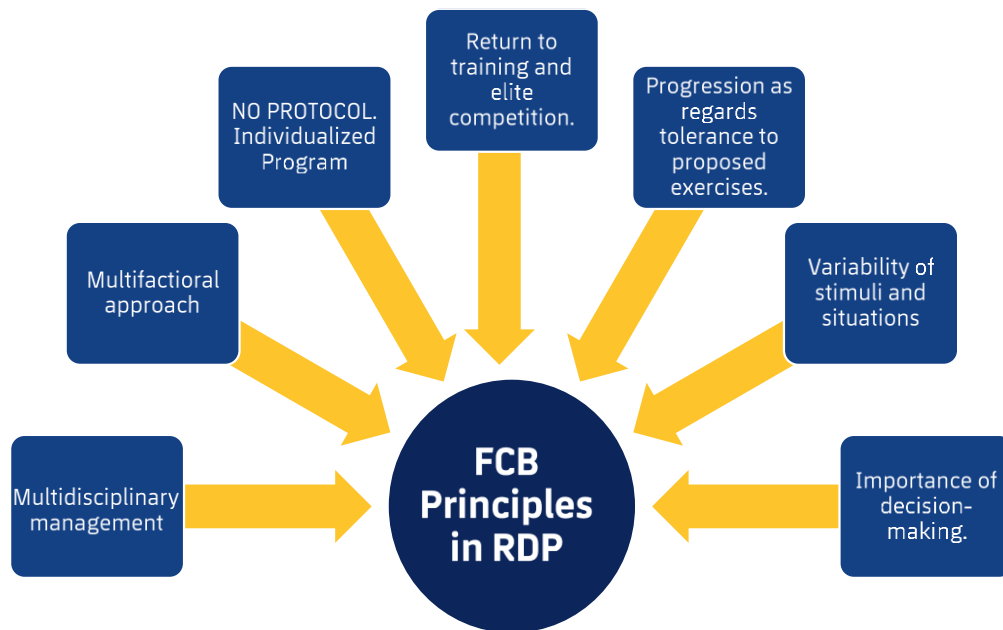 Return to
training and
elite
competition.
NO PROTOCOL.
Individualized
Program
Progression as
regards
tolerance to
proposed
exercises.
Multifactioral
approach
Variability of
stimuli and
situations
Multidisciplinary
management
FCB
Principles
in RDP
Importance of
decision-
making.